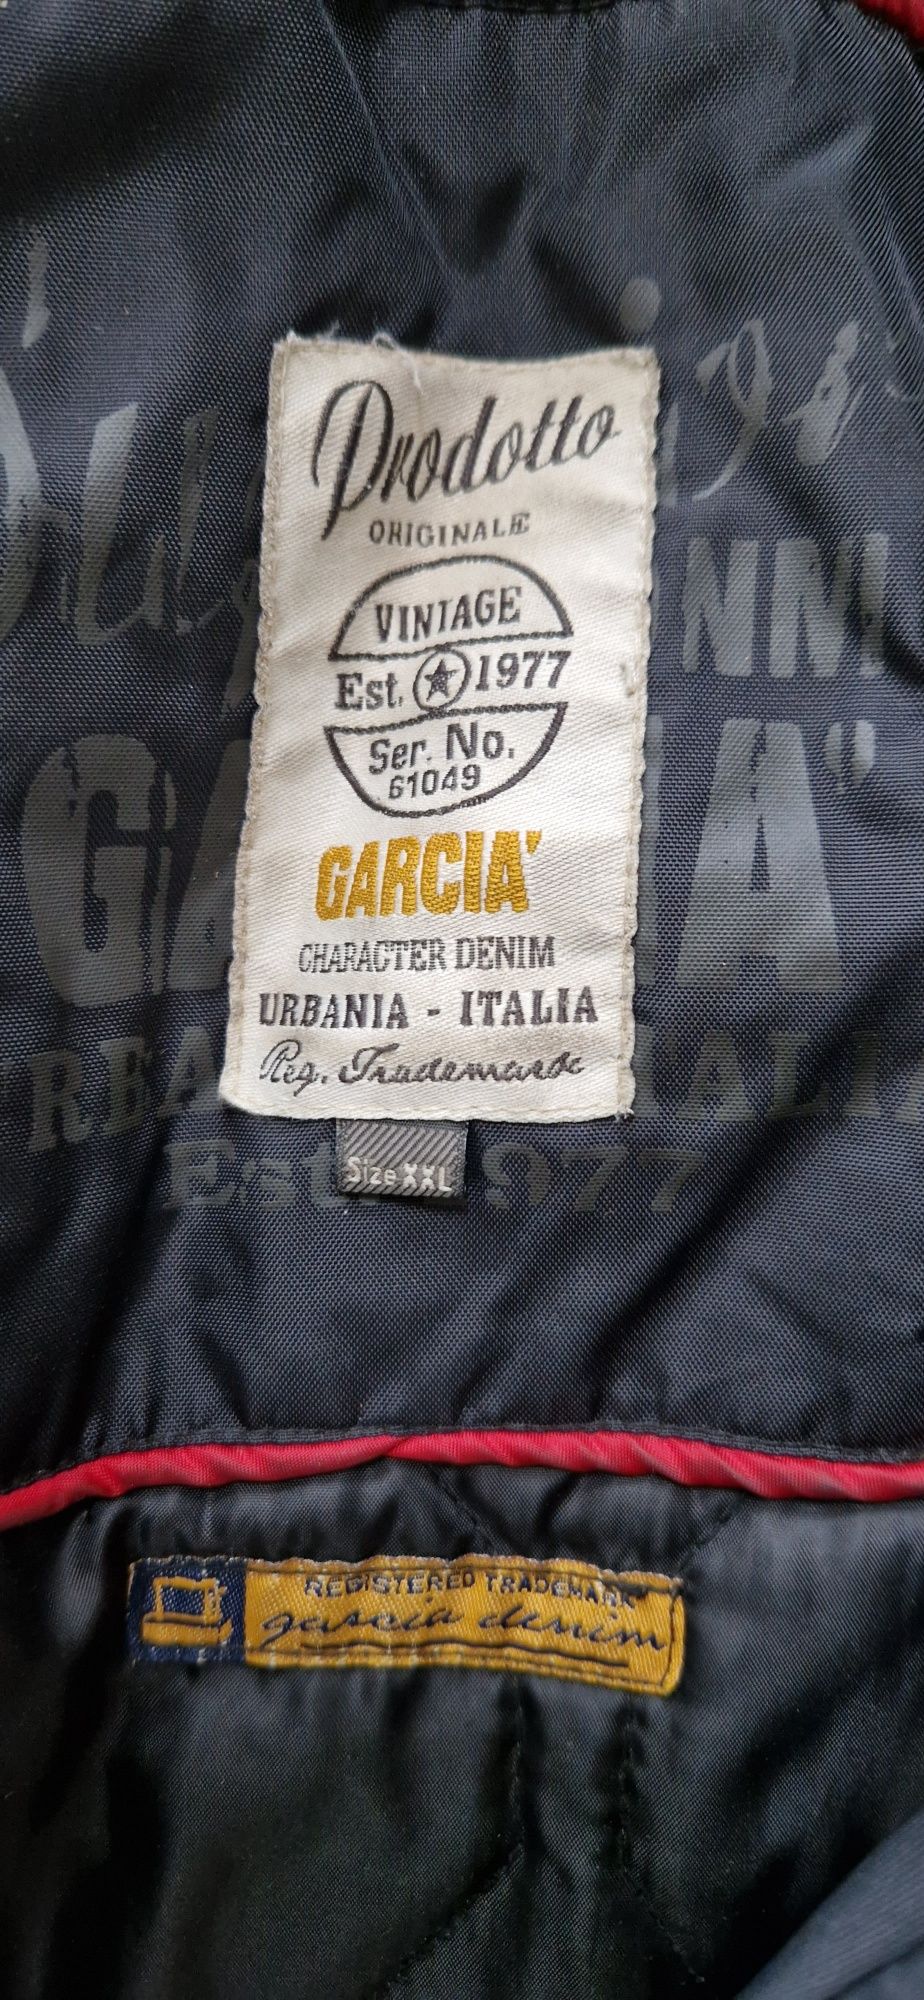 Prodotto
ORIGINALE
VINTAGE
Est. 1977
Ser. No.
61049
GARCIA'
CHARACTER DENIM
URBANIA - ITALIA
Reg. Trademark
Size XXL
REGISTERED TRADEMARK
garcia denim